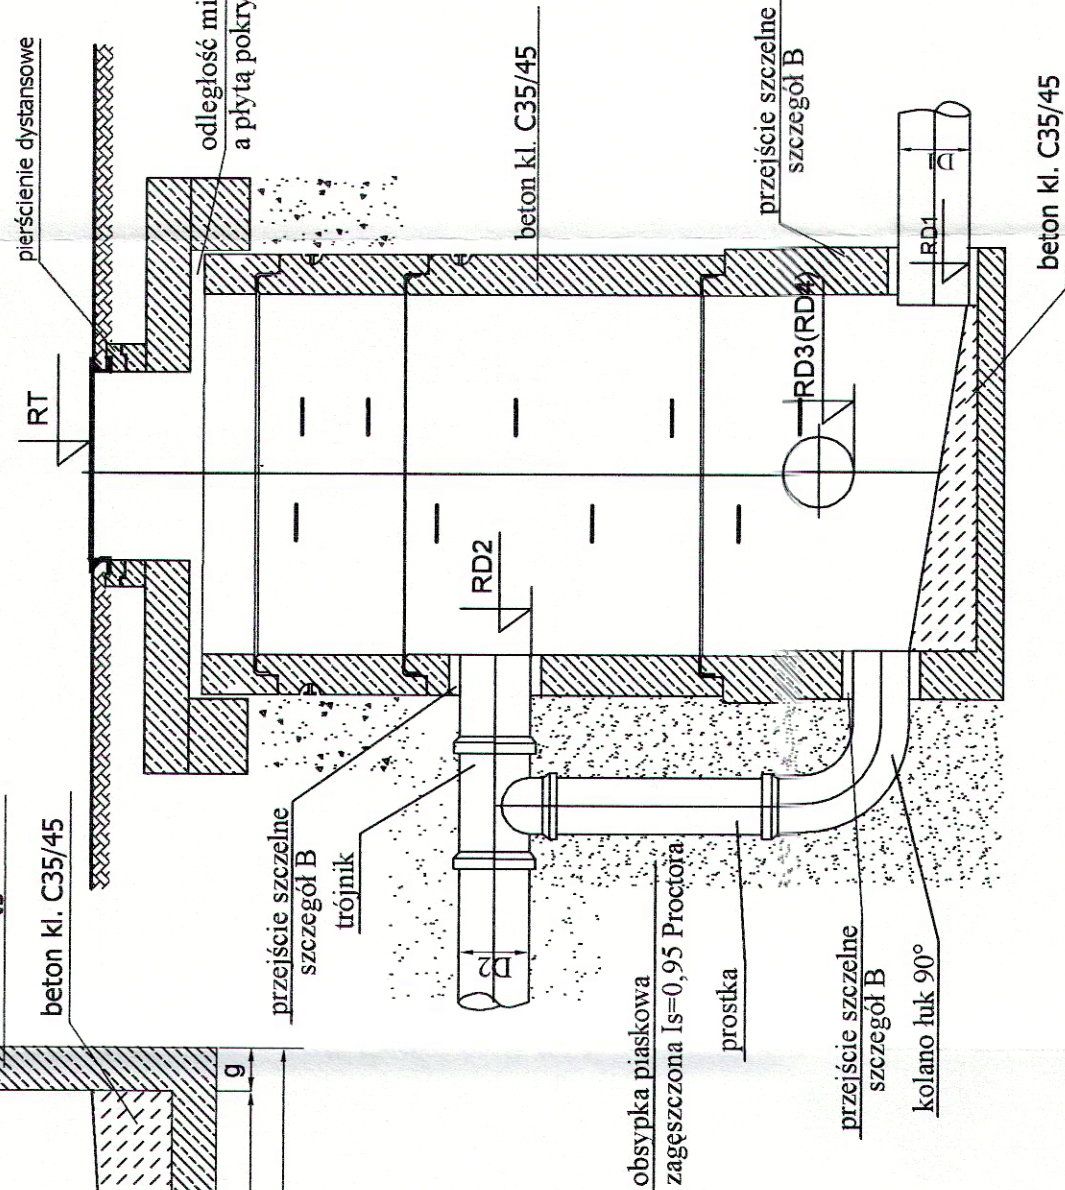 pierścienie dystansowe
odległość mi
a płytą pokry
RT
beton kl. C35/45
przejście szczelne
szczegół B
beton kl. C35/45
D1
RD1
RD3(RD4)
RD2
przejście szczelne
szczegół B
trójnik
D2
beton kl. C35/45
g
obsypka piaskowa
zagęszczona Is=0,95 Proctora
prostka
przejście szczelne
szczegół B
kolano łuk 90°